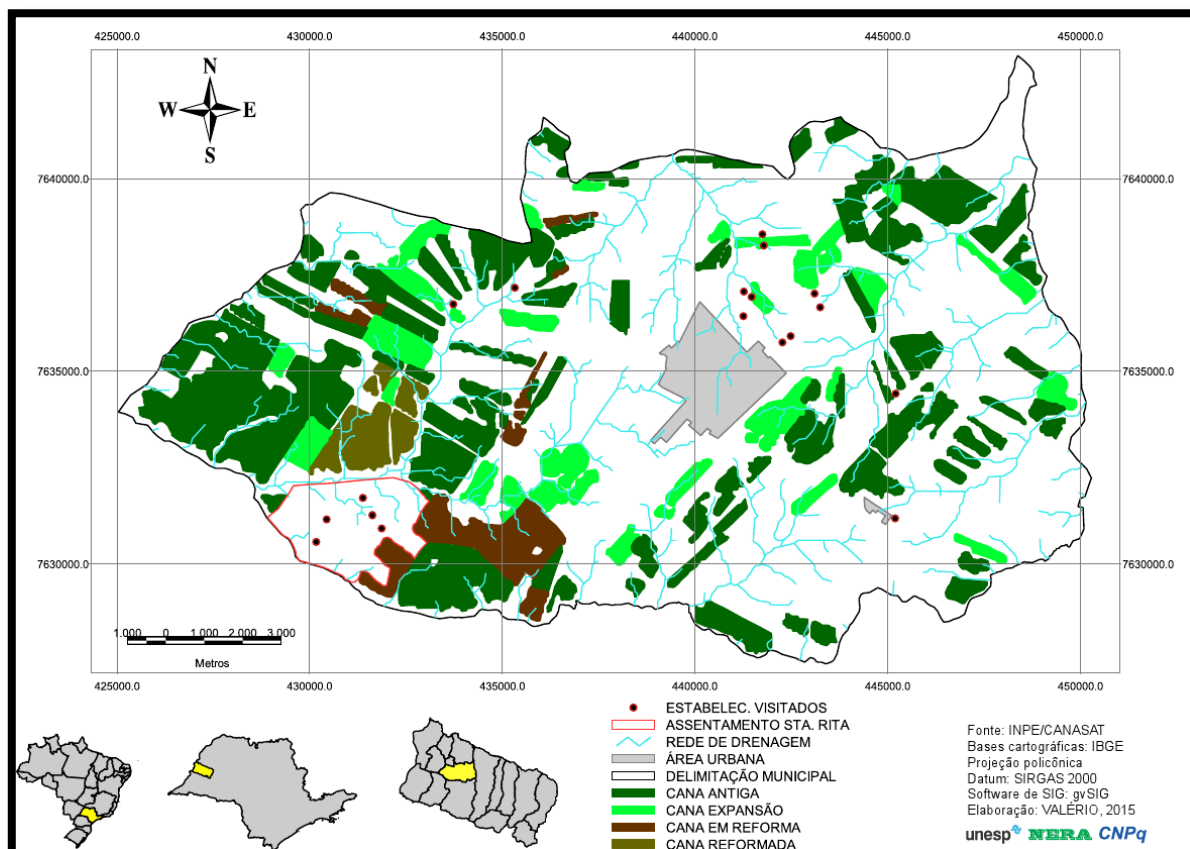 425000.0 430000.0 435000.0 440000.0 445000.0 450000.0
N
W E
S
7640000.0 7640000.0
7635000.0 7635000.0
7630000.0 7630000.0
1.000 0 1.000 2.000 3.000
Metros
425000.0 430000.0 435000.0 440000.0 445000.0 450000.0
ESTABELEC. VISITADOS
ASSENTAMENTO STA. RITA
REDE DE DRENAGEM
ÁREA URBANA
DELIMITAÇÃO MUNICIPAL
CANA ANTIGA
CANA EXPANSÃO
CANA EM REFORMA
CANA REFORMADA
Fonte: INPE/CANASAT
Bases cartográficas: IBGE
Projeção policônica
Datum: SIRGAS 2000
Software de SIG: gvSIG
Elaboração: VALÉRIO, 2015
unesp NERA CNPq